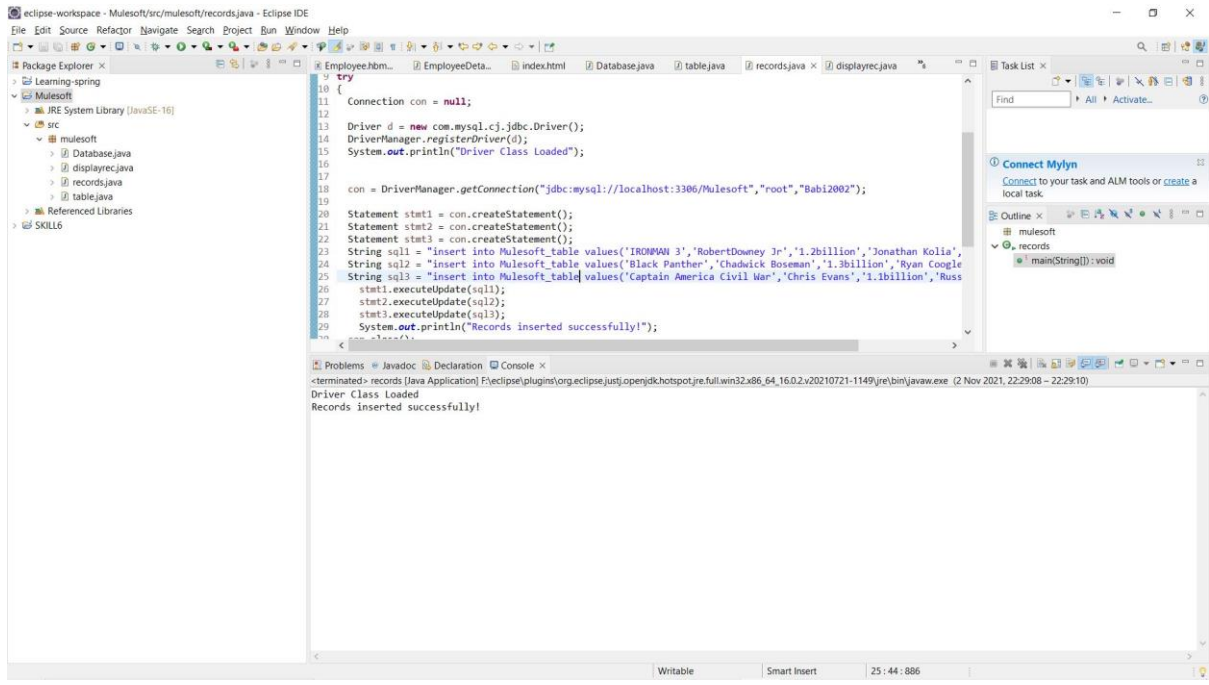 eclipse-workspace - Mulesoft/src/mulesoft/records.java - Eclipse IDE
File Edit Source Refactor Navigate Search Project Run Window Help
Package Explorer
Learning-spring
Mulesoft
JRE System Library [JavaSE-16]
src
mulesoft
Database.java
displayrec.java
records.java
table.java
Referenced Libraries
SKILL6
Employee.hbm... EmployeeDeta... index.html Database.java table.java records.java displayrec.java
9 try
10 {
11 Connection con = null;
12
13 Driver d = new com.mysql.cj.jdbc.Driver();
14 DriverManager.registerDriver(d);
15 System.out.println("Driver Class Loaded");
16
17
18 con = DriverManager.getConnection("jdbc:mysql://localhost:3306/Mulesoft","root","Babi2002");
19
20 Statement stmt1 = con.createStatement();
21 Statement stmt2 = con.createStatement();
22 Statement stmt3 = con.createStatement();
23 String sql1 = "insert into Mulesoft_table values('IRONMAN 3','RobertDowney Jr','1.2billion','Jonathan Kolia',
24 String sql2 = "insert into Mulesoft_table values('Black Panther','Chadwick Boseman','1.3billion','Ryan Coogle
25 String sql3 = "insert into Mulesoft_table values('Captain America Civil War','Chris Evans','1.1billion','Russ
26 stmt1.executeUpdate(sql1);
27 stmt2.executeUpdate(sql2);
28 stmt3.executeUpdate(sql3);
29 System.out.println("Records inserted successfully!");
Problems Javadoc Declaration Console
<terminated> records [Java Application] F:\eclipse\plugins\org.eclipse.justj.openjdk.hotspot.jre.full.win32.x86_64_16.0.2.v20210721-1149\jre\bin\javaw.exe (2 Nov 2021, 22:29:08 – 22:29:10)
Driver Class Loaded
Records inserted successfully!
Task List
Find All Activate...
Connect Mylyn
Connect to your task and ALM tools or create a
local task.
Outline
mulesoft
records
main(String[]) : void
Writable Smart Insert 25 : 44 : 886